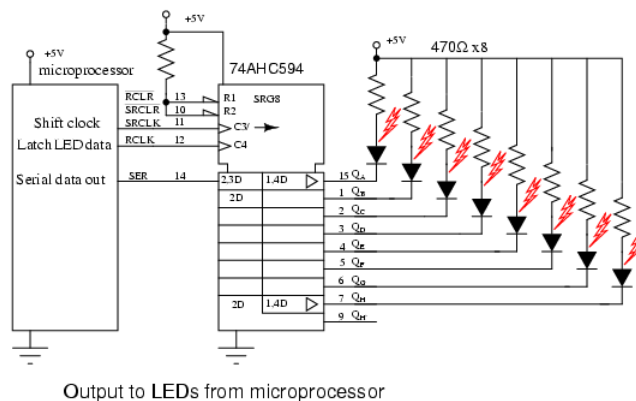 +5V
+5V
+5V
470Ω x8
microprocessor
74AHC594
RCLR 13 R1 SRG8
SRCLR 10 R2
Shift clock SRCLK 11 C3/
Latch LED data RCLK 12 C4
Serial data out SER 14 2,3D 1,4D 15 QA
2D 1 QB
2 QC
3 QD
4 QE
5 QF
6 QG
2D 1,4D 7 QH
9 QH'
Output to LEDs from microprocessor